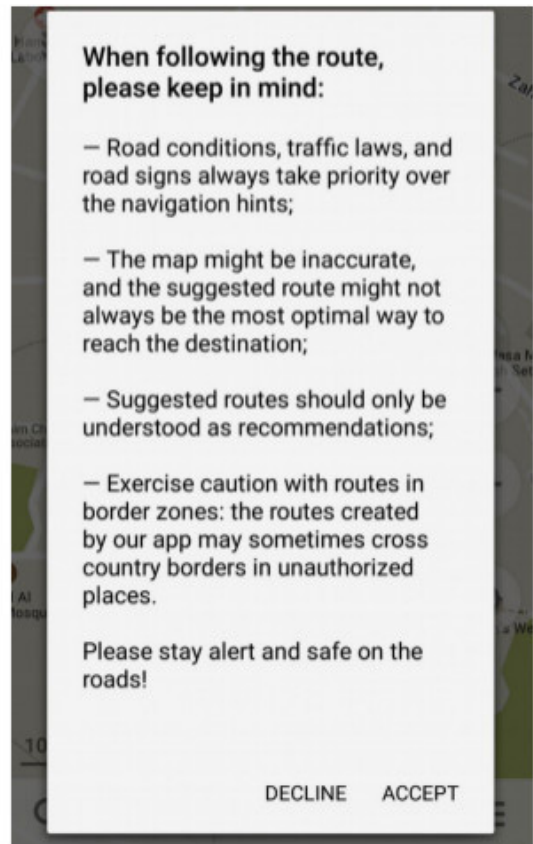 When following the route,
please keep in mind:
— Road conditions, traffic laws, and
road signs always take priority over
the navigation hints;
— The map might be inaccurate,
and the suggested route might not
always be the most optimal way to
reach the destination;
— Suggested routes should only be
understood as recommendations;
— Exercise caution with routes in
border zones: the routes created
by our app may sometimes cross
country borders in unauthorized
places.
Please stay alert and safe on the
roads!
10
DECLINE ACCEPT